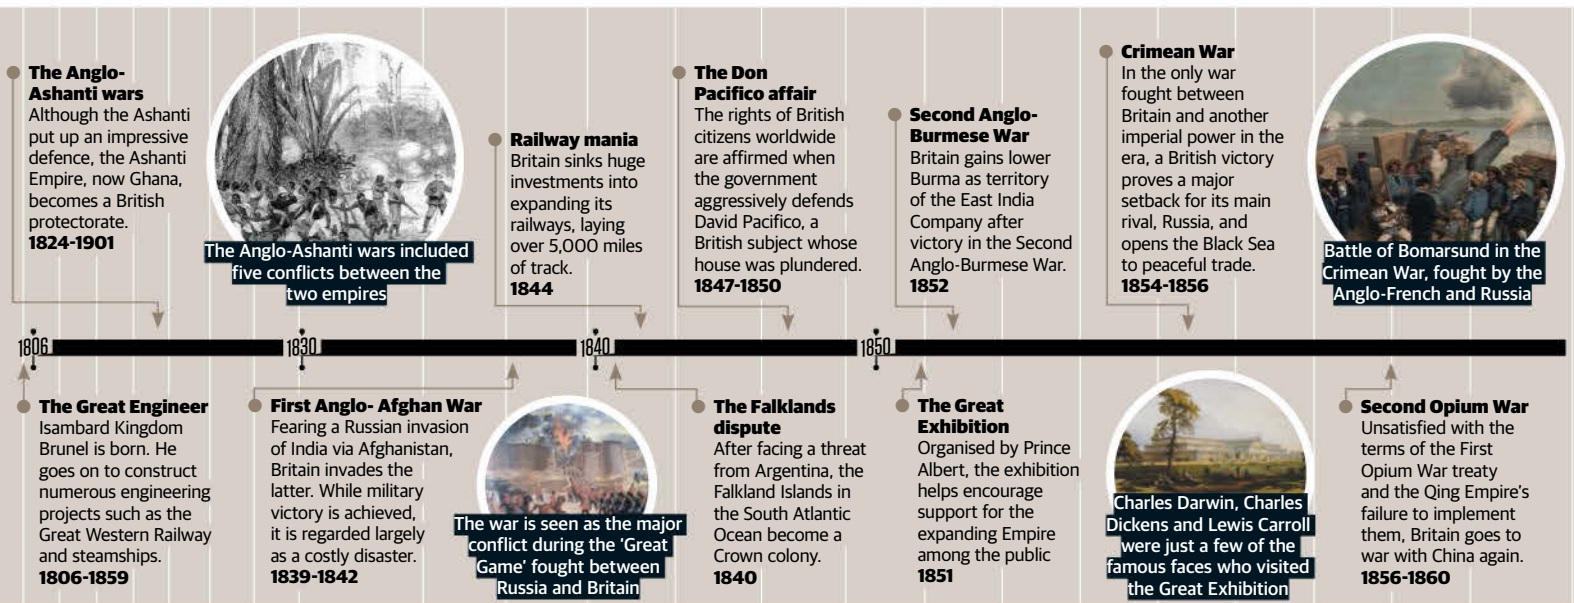 The Anglo-
Ashanti wars
Although the Ashanti
put up an impressive
defence, the Ashanti
Empire, now Ghana,
becomes a British
protectorate.
1824-1901
The Anglo-Ashanti wars included
five conflicts between the
two empires
Railway mania
Britain sinks huge
investments into
expanding its
railways, laying
over 5,000 miles
of track.
1844
The Don
Pacifico affair
The rights of British
citizens worldwide
are affirmed when
the government
aggressively defends
David Pacifico, a
British subject whose
house was plundered.
1847-1850
Second Anglo-
Burmese War
Britain gains lower
Burma as territory
of the East India
Company after
victory in the Second
Anglo-Burmese War.
1852
Crimean War
In the only war
fought between
Britain and another
imperial power in the
era, a British victory
proves a major
setback for its main
rival, Russia, and
opens the Black Sea
to peaceful trade.
1854-1856
Battle of Bomarsund in the
Crimean War, fought by the
Anglo-French and Russia
1806
1830
1840
1850
The Great Engineer
Isambard Kingdom
Brunel is born. He
goes on to construct
numerous engineering
projects such as the
Great Western Railway
and steamships.
1806-1859
First Anglo- Afghan War
Fearing a Russian invasion
of India via Afghanistan,
Britain invades the
latter. While military
victory is achieved,
it is regarded largely
as a costly disaster.
1839-1842
The war is seen as the major
conflict during the ‘Great
Game’ fought between
Russia and Britain
The Falklands
dispute
After facing a threat
from Argentina, the
Falkland Islands in
the South Atlantic
Ocean become a
Crown colony.
1840
The Great
Exhibition
Organised by Prince
Albert, the exhibition
helps encourage
support for the
expanding Empire
among the public
1851
Charles Darwin, Charles
Dickens and Lewis Carroll
were just a few of the
famous faces who visited
the Great Exhibition
Second Opium War
Unsatisfied with the
terms of the First
Opium War treaty
and the Qing Empire’s
failure to implement
them, Britain goes to
war with China again.
1856-1860